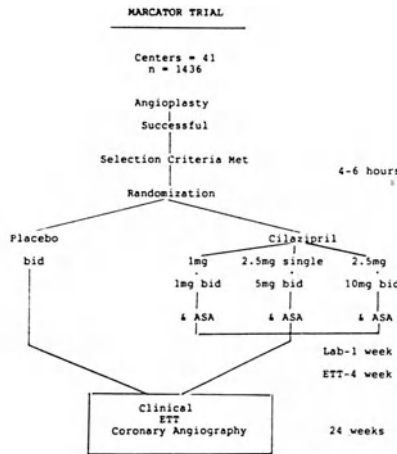 MARCATOR TRIAL
Centers = 41
n = 1436
Angioplasty
Successful
Selection Criteria Met
4-6 hours
Randomization
Placebo Cilazipril
bid 1mg 2.5mg single 2.5mg
1mg bid 5mg bid 10mg bid
& ASA & ASA & ASA
Lab-1 week
ETT-4 week
Clinical
ETT
Coronary Angiography 24 weeks